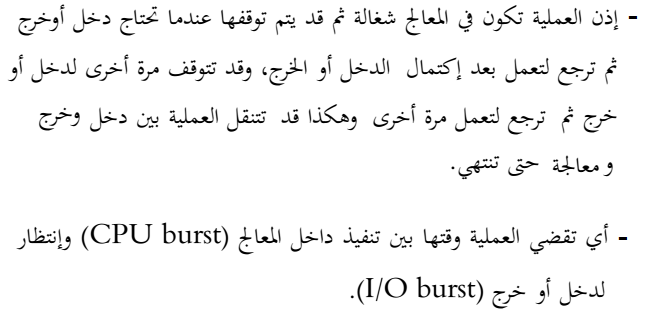 - إذن العملية تكون في المعالج شغالة ثم قد يتم توقفها عندما تحتاج دخل أوخرج
ثم ترجع لتعمل بعد إكتمال الدخل أو الخرج، وقد تتوقف مرة أخرى لدخل أو
خرج ثم ترجع لتعمل مرة أخرى وهكذا قد تتنقل العملية بين دخل وخرج
و معالجة حتى تنتهي.
- أي تقضي العملية وقتها بين تنفيذ داخل المعالج (CPU burst) وإنتظار
لدخل أو خرج (I/O burst).